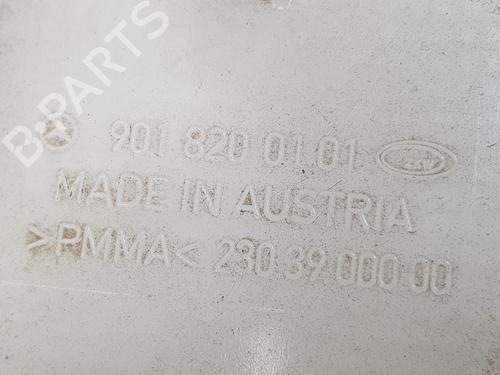 B-PARTS
901 820 01 01
MADE IN AUSTRIA
>PMMA< 230.39.000.00